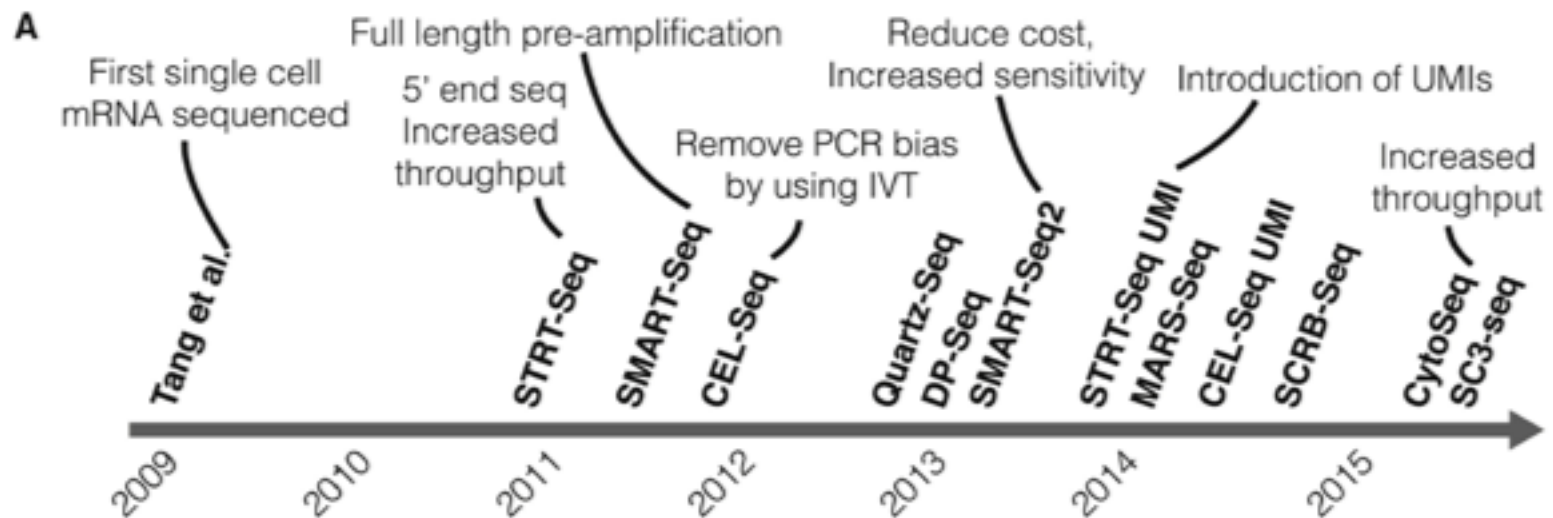 A
First single cell
mRNA sequenced
Full length pre-amplification
5' end seq
Increased
throughput
Remove PCR bias
by using IVT
Reduce cost,
Increased sensitivity
Introduction of UMIs
Increased
throughput
Tang et al.
STRT-Seq
SMART-Seq
CEL-Seq
Quartz-Seq
DP-Seq
SMART-Seq2
STRT-Seq UMI
MARS-Seq
CEL-Seq UMI
SCRB-Seq
CytoSeq
SC3-seq
2009
2010
2011
2012
2013
2014
2015